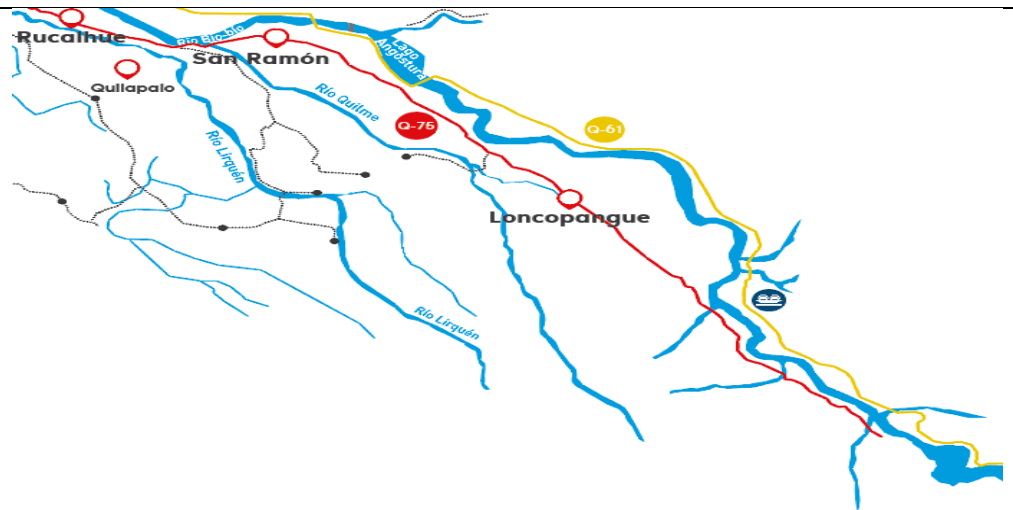 Rucalhue
Río Bío-bío
San Ramón
Lago
Angostura
Quilapalo
Río Quilme
Q-75
Q-61
Río Lirquén
Loncopangue
Río Lirquén